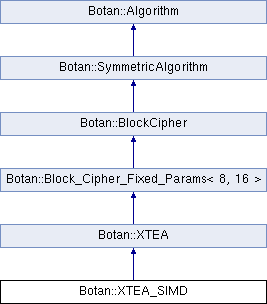 Botan::Algorithm
Botan::SymmetricAlgorithm
Botan::BlockCipher
Botan::Block_Cipher_Fixed_Params< 8, 16 >
Botan::XTEA
Botan::XTEA_SIMD